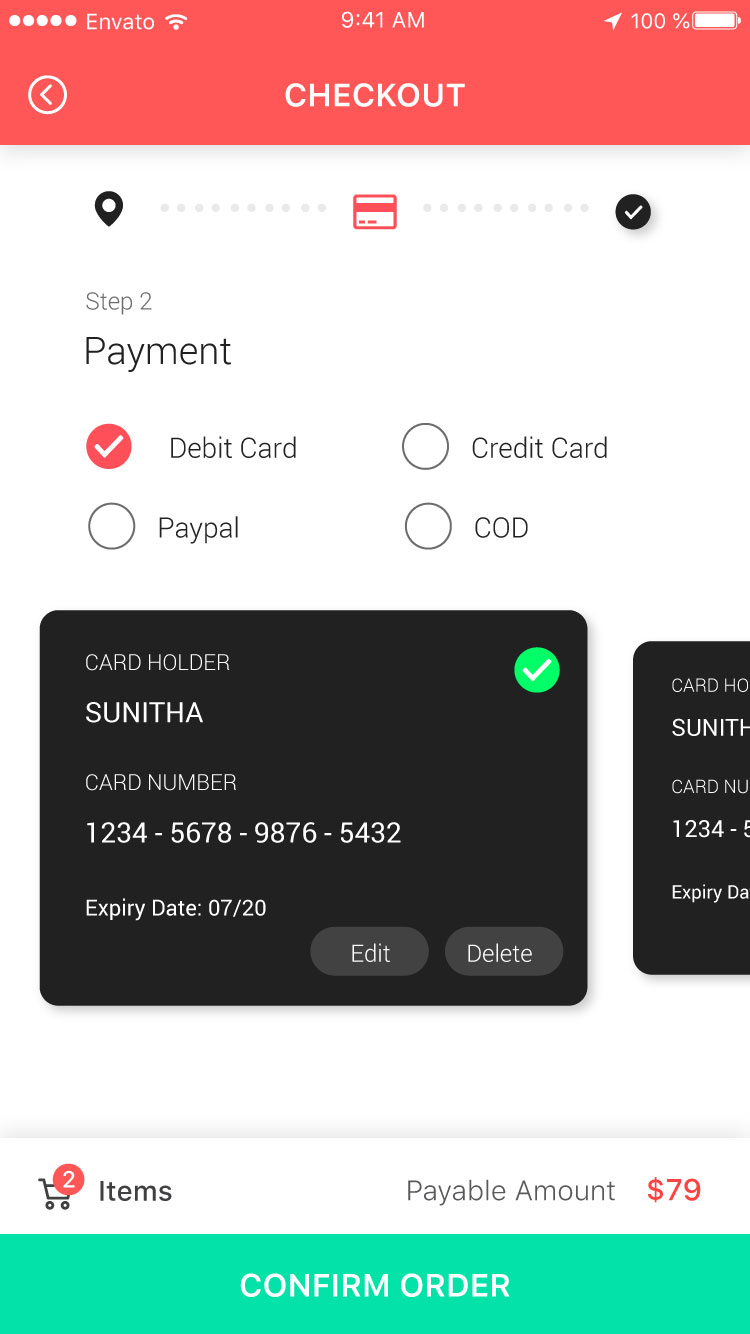 Envato 9:41 AM 100 %
CHECKOUT
Step 2
Payment
Debit Card Credit Card
Paypal COD
CARD HOLDER
SUNITHA
CARD NUMBER
1234 - 5678 - 9876 - 5432
Expiry Date: 07/20
Edit Delete
CARD HO
SUNITH
CARD NU
1234 - 5
Expiry Da
2 Items Payable Amount $79
CONFIRM ORDER